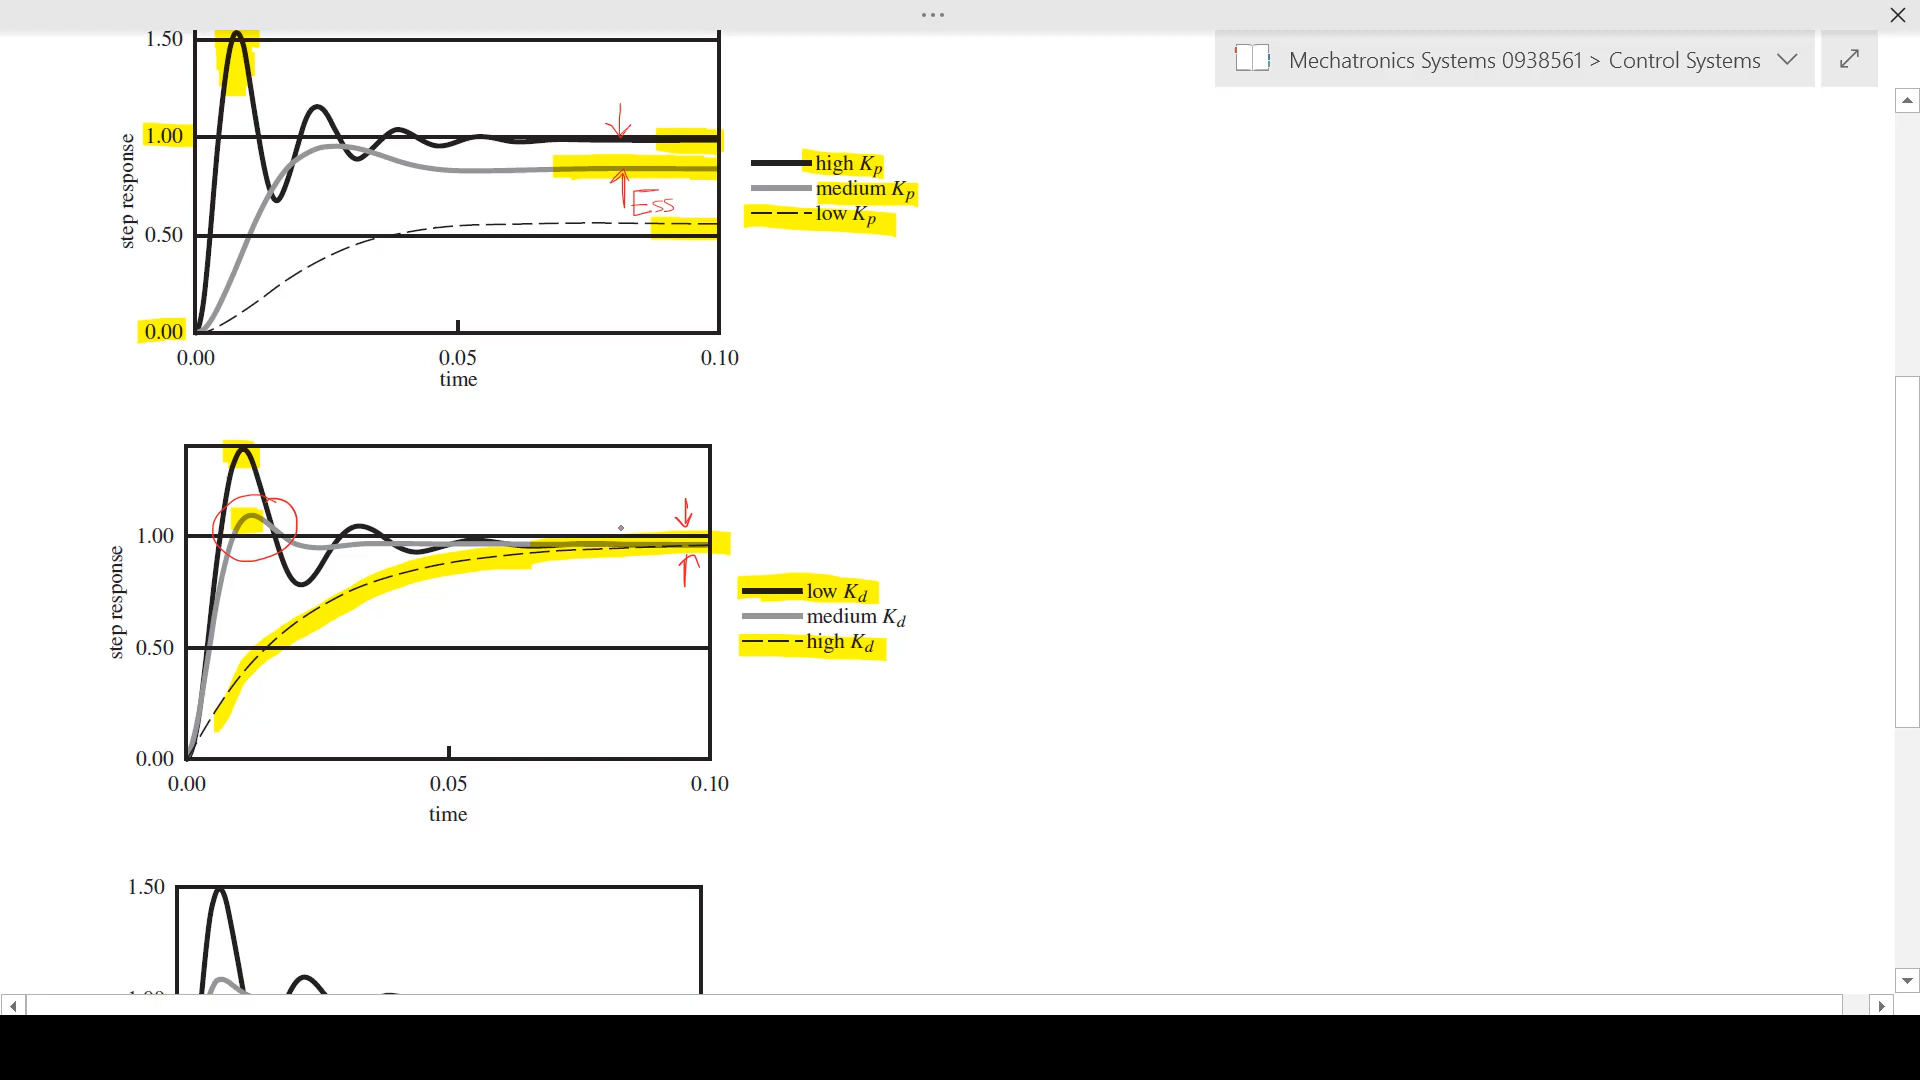 Mechatronics Systems 0938561 > Control Systems
1.50
1.00
0.50
0.00
step response
0.00
0.05
0.10
time
Ess
high Kp
medium Kp
low Kp
1.00
0.50
0.00
step response
0.00
0.05
0.10
time
low Kd
medium Kd
high Kd
1.50